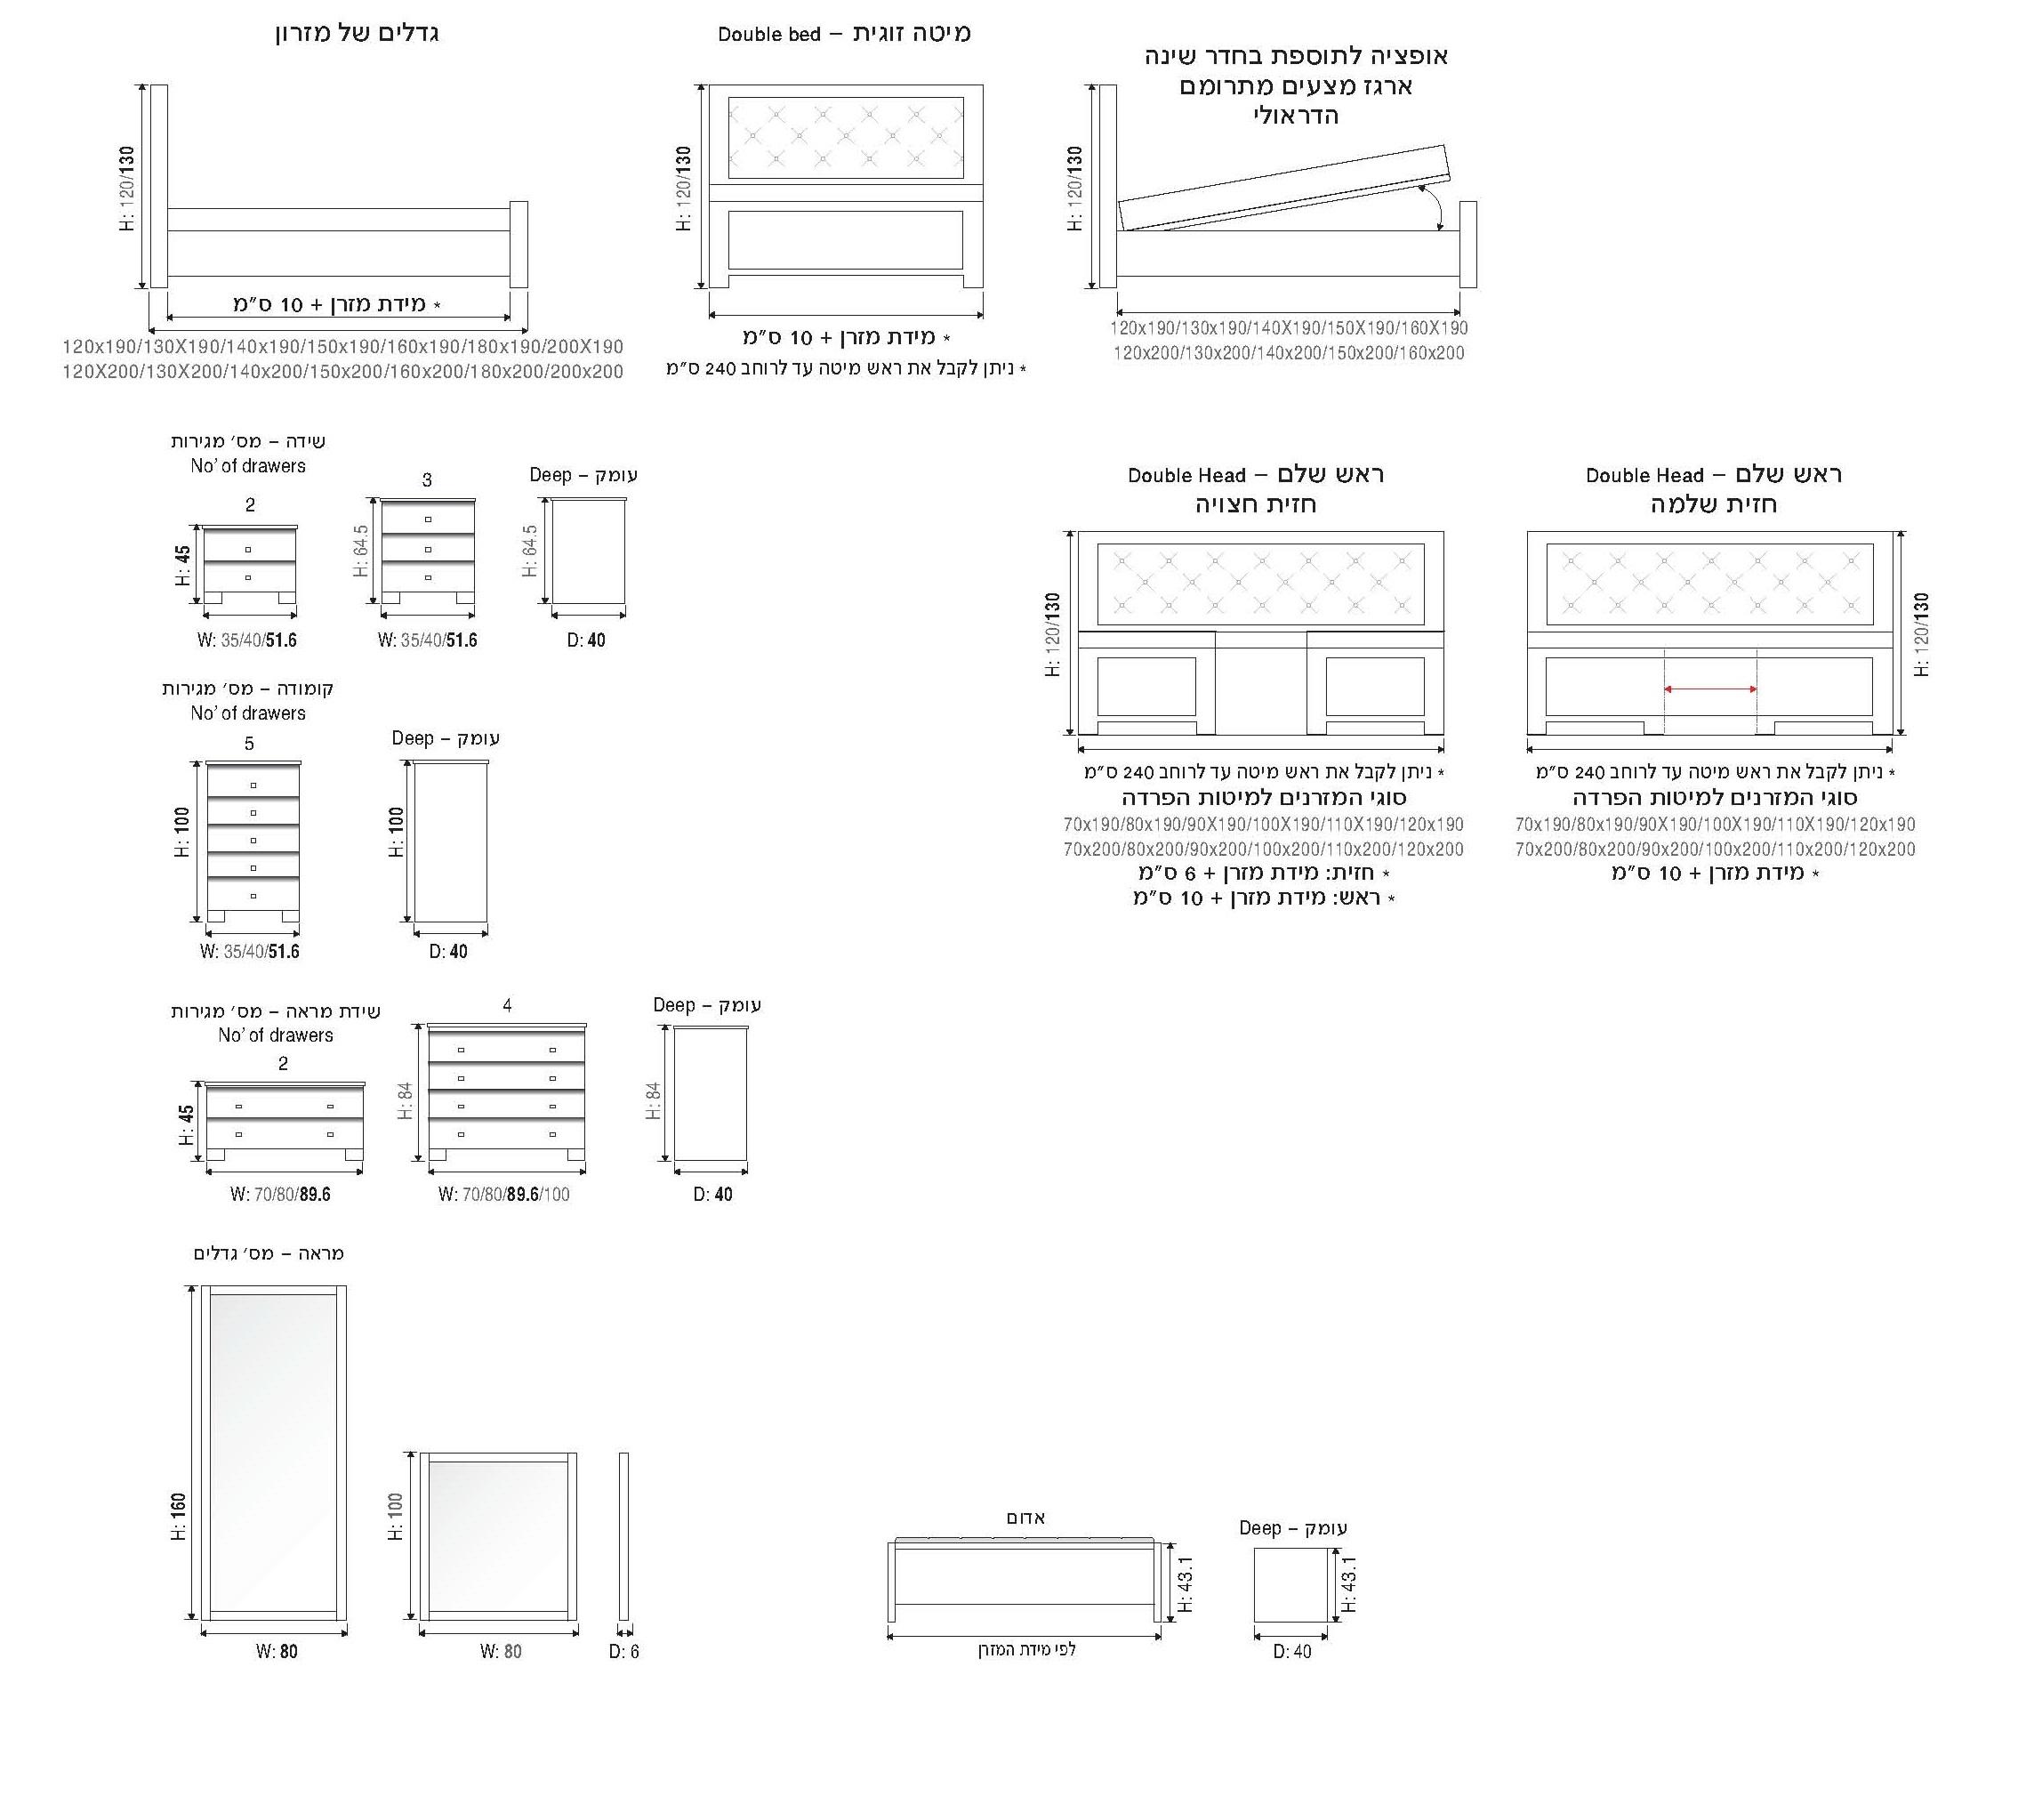 גדלים של מזרון
H: 120/130
* מידת מזרן + 10 ס"מ
120x190/130X190/140x190/150x190/160x190/180x190/200X190
120X200/130X200/140x200/150x200/160x200/180x200/200x200
מיטה זוגית – Double bed
H: 120/130
* מידת מזרן + 10 ס"מ
* ניתן לקבל את ראש מיטה עד לרוחב 240 ס"מ
אופציה לתוספת בחדר שינה
ארגז מצעים מתרומם
הדראולי
H: 120/130
120x190/130x190/140X190/150X190/160X190
120x200/130x200/140x200/150x200/160x200
שידה – מס' מגירות
No' of drawers
2
H: 45
W: 35/40/51.6
3
H: 64.5
W: 35/40/51.6
עומק – Deep
H: 64.5
D: 40
ראש שלם – Double Head
חזית חצויה
H: 120/130
* ניתן לקבל את ראש מיטה עד לרוחב 240 ס"מ
סוגי המזרנים למיטות הפרדה
70x190/80x190/90X190/100X190/110X190/120x190
70x200/80x200/90x200/100x200/110x200/120x200
* חזית: מידת מזרן + 6 ס"מ
* ראש: מידת מזרן + 10 ס"מ
ראש שלם – Double Head
חזית שלמה
H: 120/130
* ניתן לקבל את ראש מיטה עד לרוחב 240 ס"מ
סוגי המזרנים למיטות הפרדה
70x190/80x190/90X190/100X190/110X190/120x190
70x200/80x200/90x200/100x200/110x200/120x200
* מידת מזרן + 10 ס"מ
קומודה – מס' מגירות
No' of drawers
5
H: 100
W: 35/40/51.6
עומק – Deep
H: 100
D: 40
שידת מראה – מס' מגירות
No' of drawers
2
H: 45
W: 70/80/89.6
4
H: 84
W: 70/80/89.6/100
עומק – Deep
H: 84
D: 40
מראה – מס' גדלים
H: 160
W: 80
H: 100
W: 80
D: 6
אדום
H: 43.1
לפי מידת המזרן
עומק – Deep
H: 43.1
D: 40